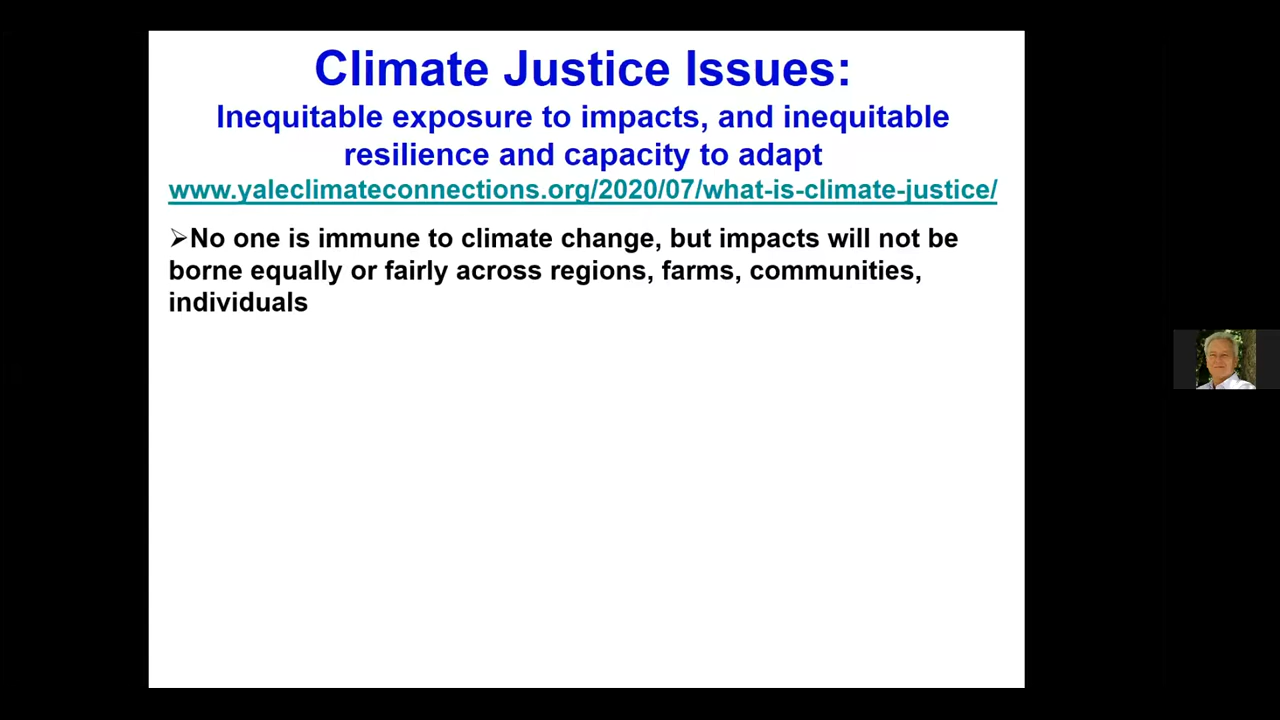 Climate Justice Issues:
Inequitable exposure to impacts, and inequitable
resilience and capacity to adapt
www.yaleclimateconnections.org/2020/07/what-is-climate-justice/
➢No one is immune to climate change, but impacts will not be
borne equally or fairly across regions, farms, communities,
individuals